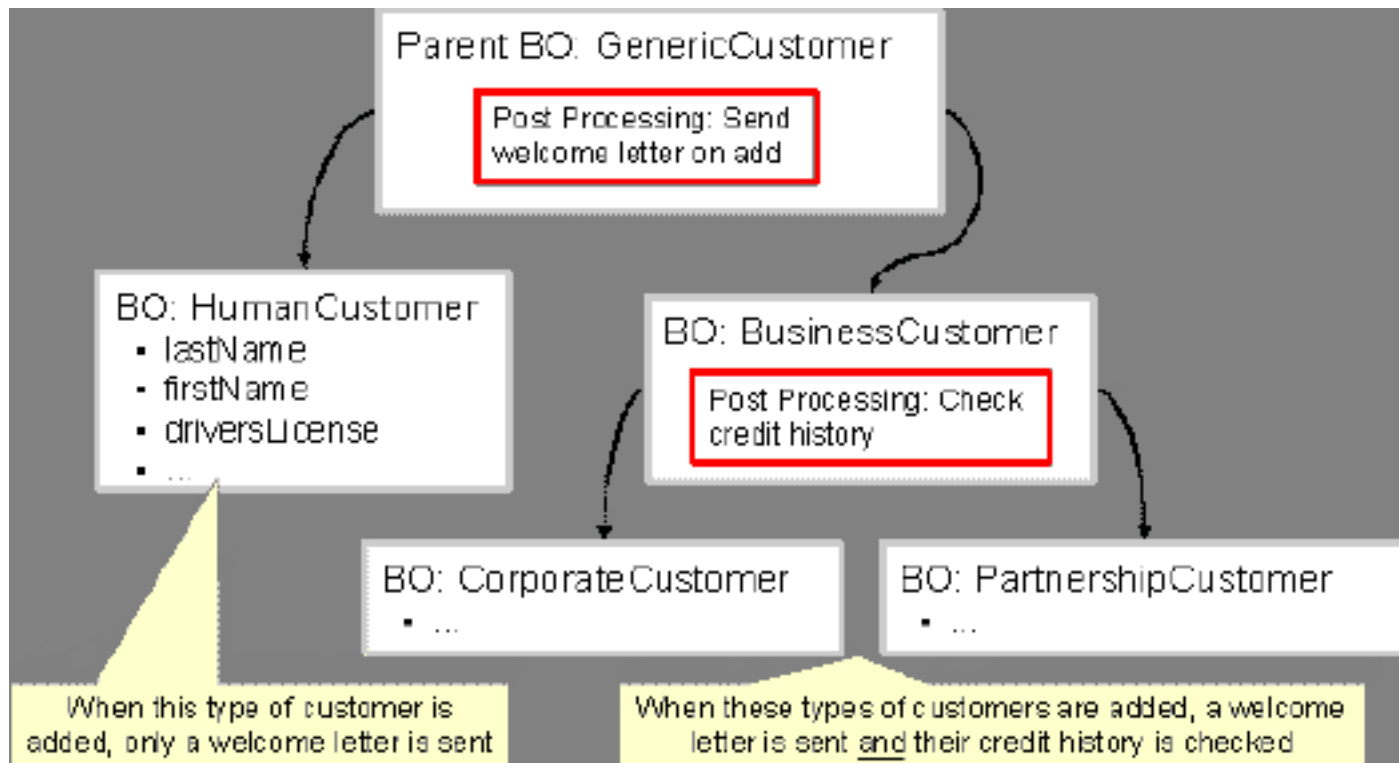 Parent BO: GenericCustomer
Post Processing: Send
welcome letter on add
BO: HumanCustomer
▪ lastName
▪ firstName
▪ driversLicense
▪ ...
BO: BusinessCustomer
Post Processing: Check
credit history
BO: CorporateCustomer
▪ ...
BO: PartnershipCustomer
▪ ...
When this type of customer is
added, only a welcome letter is sent
When these types of customers are added, a welcome
letter is sent and their credit history is checked